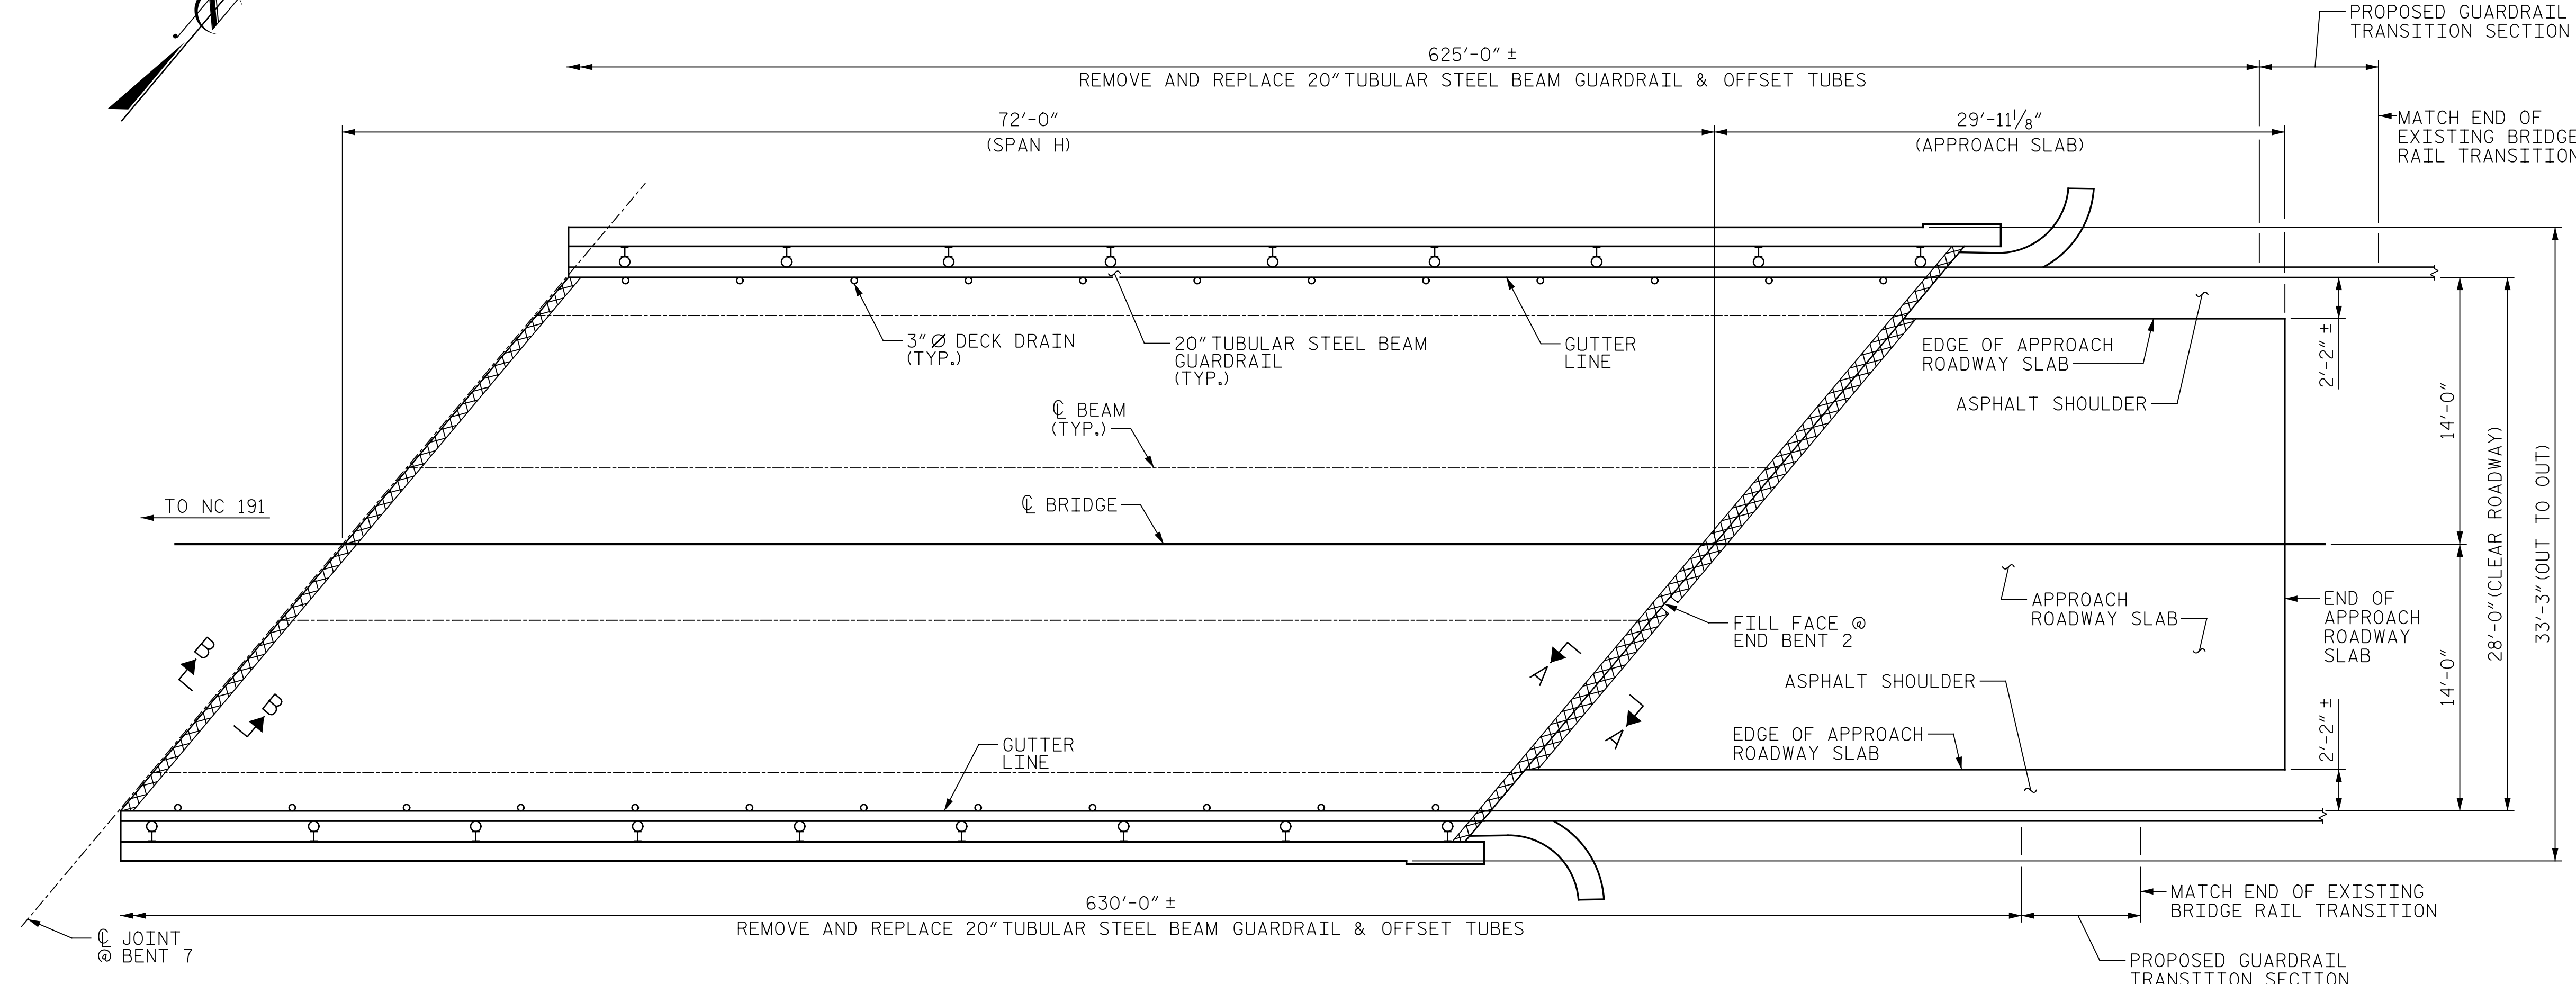 PROPOSED GUARDRAIL
TRANSITION SECTION
625'-0" ±
REMOVE AND REPLACE 20" TUBULAR STEEL BEAM GUARDRAIL & OFFSET TUBES
72'-0"
(SPAN H)
29'-11 1/8"
(APPROACH SLAB)
MATCH END OF
EXISTING BRIDGE
RAIL TRANSITION
3" Ø DECK DRAIN
(TYP.)
20" TUBULAR STEEL BEAM
GUARDRAIL
(TYP.)
GUTTER
LINE
EDGE OF APPROACH
ROADWAY SLAB
ASPHALT SHOULDER
2'-2" ±
14'-0"
28'-0" (CLEAR ROADWAY)
33'-3" (OUT TO OUT)
℄ BEAM
(TYP.)
TO NC 191
℄ BRIDGE
FILL FACE @
END BENT 2
APPROACH
ROADWAY SLAB
END OF
APPROACH
ROADWAY
SLAB
B
B
A
A
ASPHALT SHOULDER
EDGE OF APPROACH
ROADWAY SLAB
14'-0"
2'-2" ±
GUTTER
LINE
630'-0" ±
REMOVE AND REPLACE 20" TUBULAR STEEL BEAM GUARDRAIL & OFFSET TUBES
MATCH END OF EXISTING
BRIDGE RAIL TRANSITION
℄ JOINT
@ BENT 7
PROPOSED GUARDRAIL
TRANSITION SECTION